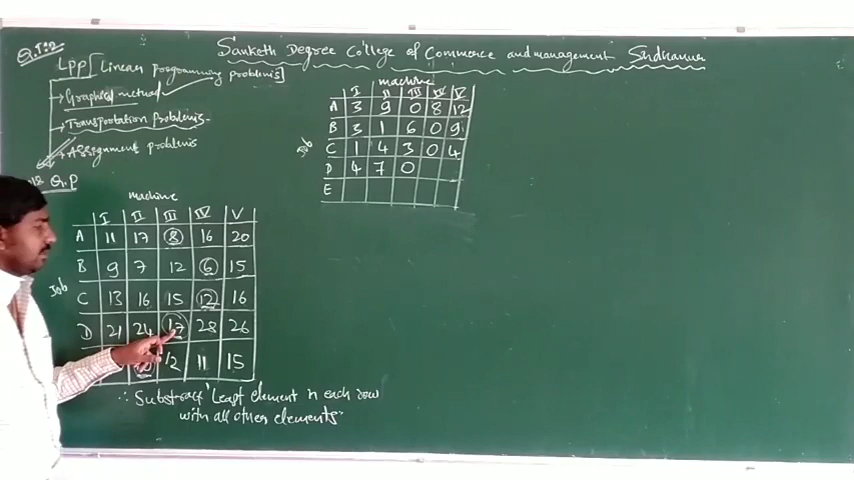 Sanketh Degree College of Commerce and management Sindhanur
LPP [Linear programming problems]
Graphical method
Transportation problems
Assignment problems
Q.P
machine
I II III IV V
A 3 9 0 8 12
B 3 1 6 0 9
C 1 4 3 0 4
D 4 7 0
E
Job
machine
I II III IV V
A 11 17 8 16 20
B 9 7 12 6 15
C 13 16 15 12 16
D 21 24 17 28 26
12 11 15
Job
∴ Substract Least element in each row
with all other elements